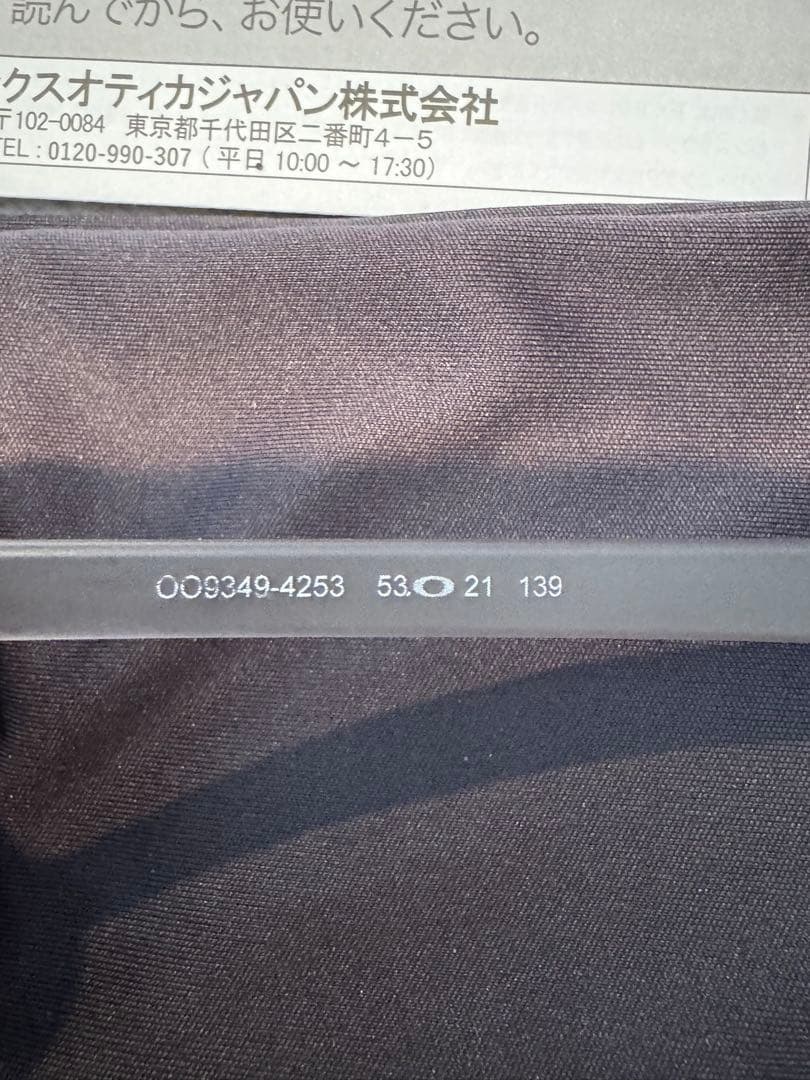 読んでから、お使いください。
クスオティカジャパン株式会社
〒102-0084 東京都千代田区二番町4-5
TEL : 0120-990-307 ( 平日 10:00 ~ 17:30)
OO9349-4253 53 21 139